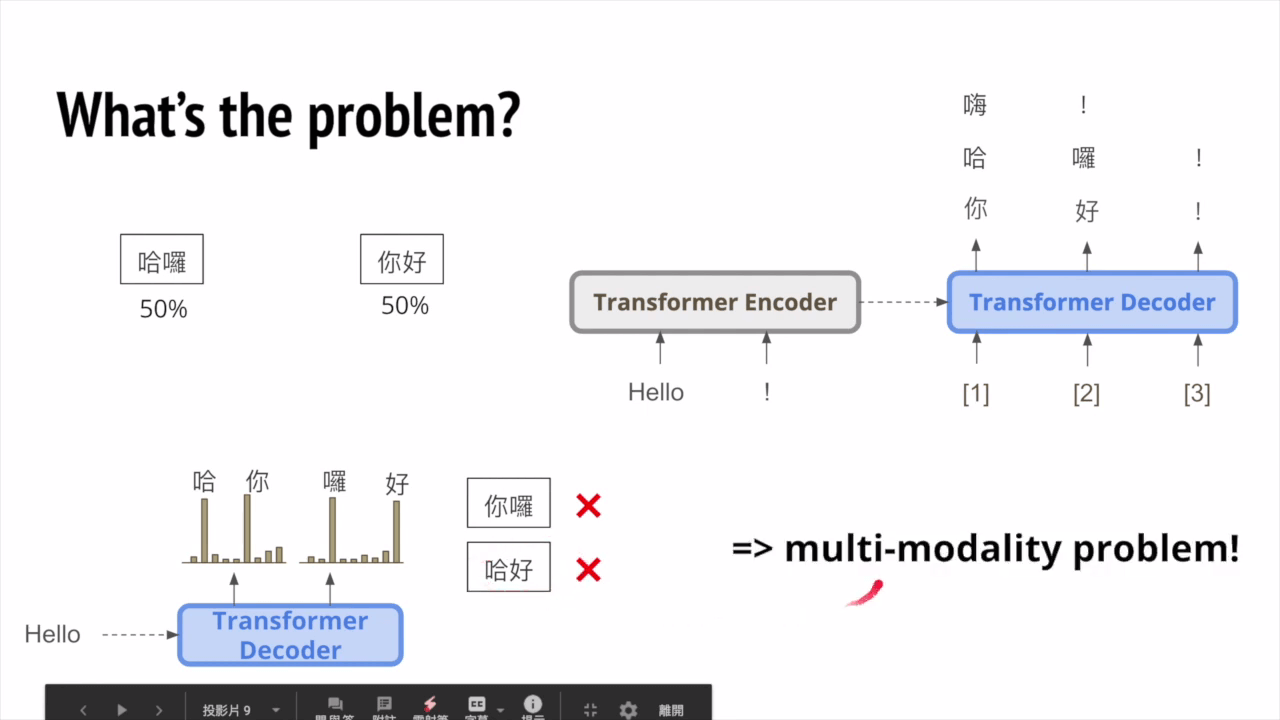 What's the problem?
嗨 !
哈 囉 !
你 好 !
哈囉
50%
你好
50%
Transformer Encoder
Transformer Decoder
Hello !
[1] [2] [3]
哈 你 囉 好
你囉
哈好
=> multi-modality problem!
Hello
Transformer
Decoder
投影片 9
離開